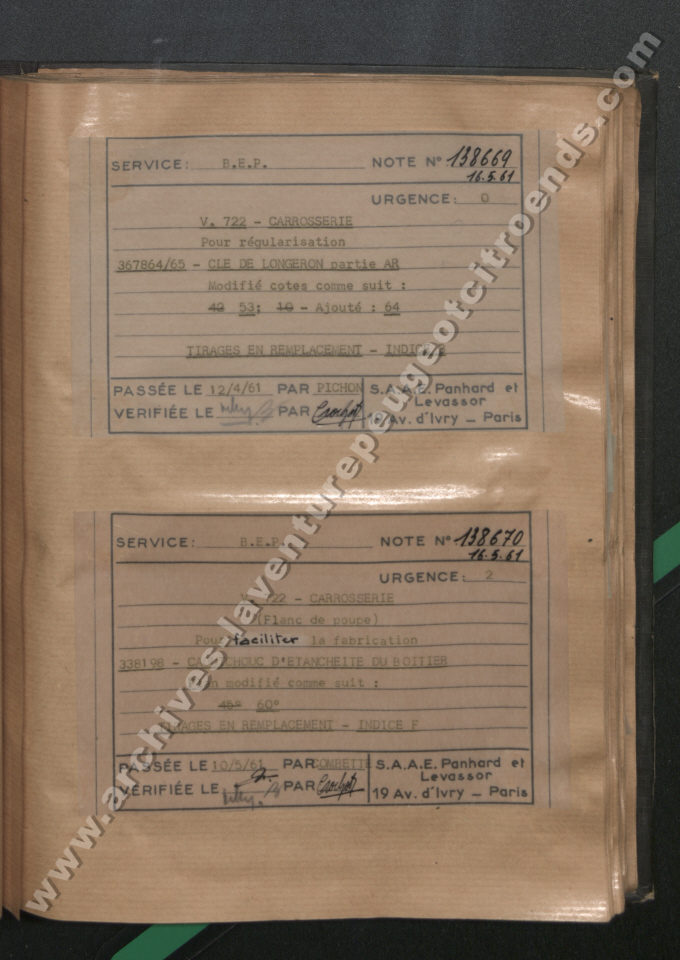 SERVICE: B.E.P. NOTE N° 138669
16.5.61
URGENCE: 0
V. 722 - CARROSSERIE
Pour régularisation
367864/65 - CLE DE LONGERON partie AR
Modifié cotes comme suit :
42 53; 10 - Ajouté : 64
TIRAGES EN REMPLACEMENT - INDICE
PASSÉE LE 12/4/61 PAR PICHON S.A.A.E. Panhard et
Levassor
VERIFIÉE LE PAR 19 Av. d'Ivry — Paris
SERVICE: B.E.P. NOTE N° 138670
16.5.61
URGENCE: 2
V. 722 - CARROSSERIE
(Flanc de poupe)
Pour faciliter la fabrication
338198 - CAOUTCHOUC D'ETANCHEITE DU BOITIER
modifié comme suit :
45° 60°
TIRAGES EN REMPLACEMENT - INDICE F
PASSÉE LE 10/5/61 PAR COMBETTE S.A.A.E. Panhard et
Levassor
VÉRIFIÉE LE PAR 19 Av. d'Ivry — Paris
www.archives-laventurepeugeotcitroends.com